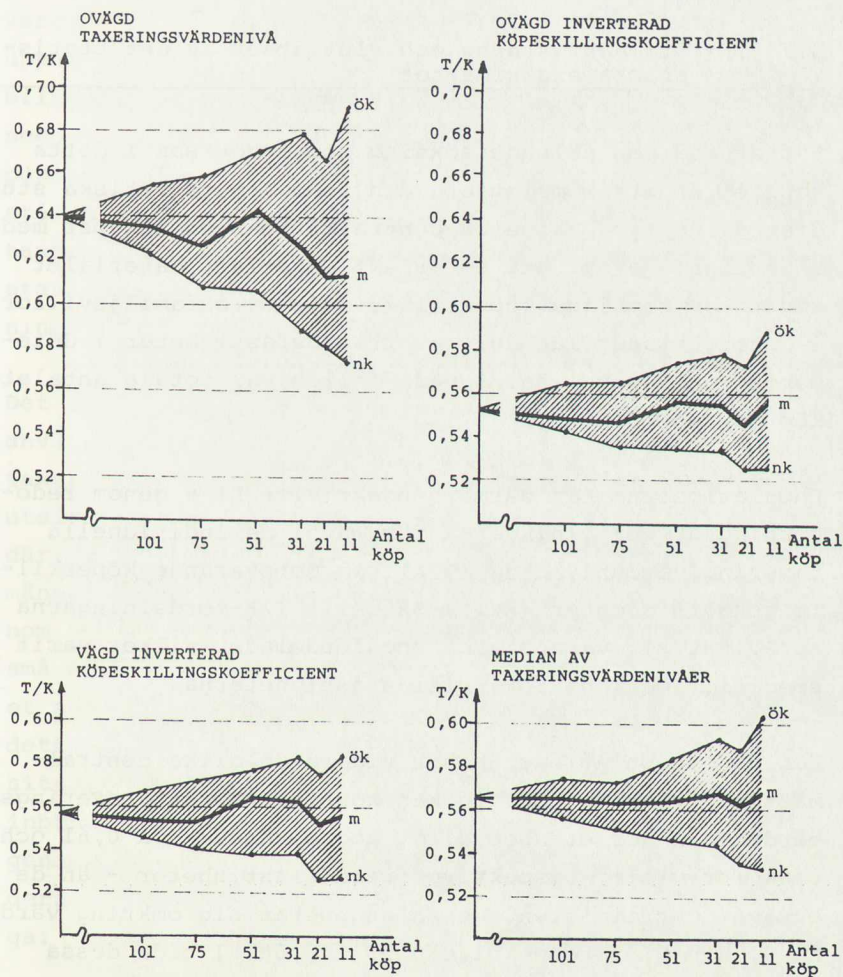 OVÄGD
TAXERINGSVÄRDENIVÅ
T/K
0,70
0,68
0,66
0,64
0,62
0,60
0,58
0,56
0,54
0,52
ök
m
nk
101 75 51 31 21 11 Antal
köp
OVÄGD INVERTERAD
KÖPESKILLINGSKOEFFICIENT
T/K
0,70
0,68
0,66
0,64
0,62
0,60
0,58
0,56
0,54
0,52
ök
m
nk
101 75 51 31 21 11 Antal
köp
VÄGD INVERTERAD
KÖPESKILLINGSKOEFFICIENT
T/K
0,60
0,58
0,56
0,54
0,52
ök
m
nk
101 75 51 31 21 11 Antal
köp
MEDIAN AV
TAXERINGSVÄRDENIVÅER
T/K
0,60
0,58
0,56
0,54
0,52
ök
m
nk
101 75 51 31 21 11 Antal
köp